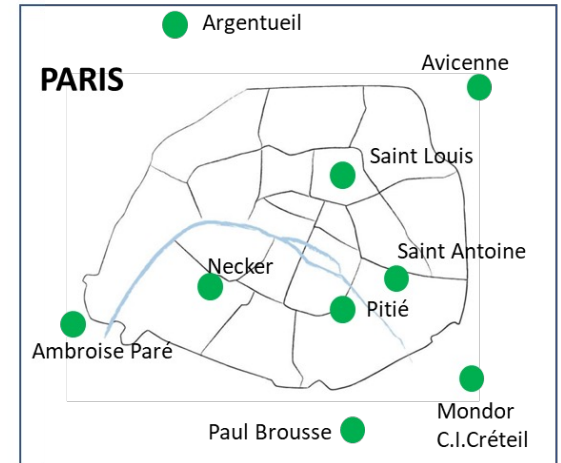 Argentueil
Avicenne
PARIS
Saint Louis
Saint Antoine
Necker
Pitié
Ambroise Paré
Mondor
C.I.Créteil
Paul Brousse